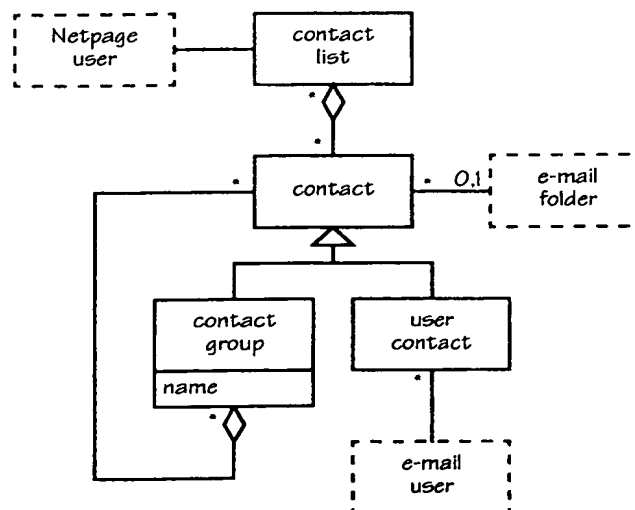 Netpage
user
contact
list
*
*
*
contact
*
0,1
e-mail
folder
contact
group
name
*
user
contact
*
e-mail
user